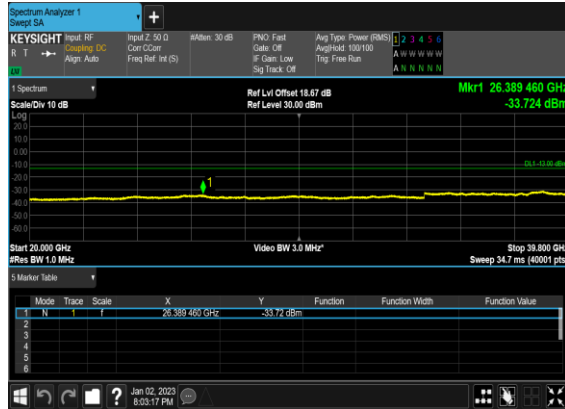 Spectrum Analyzer 1
Swept SA
KEYSIGHT Input: RF Input Z: 50 Ω #Atten: 30 dB PNO: Fast Avg Type: Power (RMS) 1 2 3 4 5 6
R T Coupling: DC Corr CCorr Gate: Off Avg|Hold: 100/100 A W W W W W
Align: Auto Freq Ref: Int (S) IF Gain: Low Trig: Free Run
Sig Track: Off A N N N N N
1 Spectrum Ref Lvl Offset 18.67 dB Mkr1 26.389 460 GHz
Scale/Div 10 dB Ref Level 30.00 dBm -33.724 dBm
Log
20.0
10.0
0.00
-10.0 DL1 -13.00 dBm
-20.0
-30.0 1
-40.0
-50.0
-60.0
Start 20.000 GHz Video BW 3.0 MHz* Stop 39.800 GHz
#Res BW 1.0 MHz Sweep 34.7 ms (40001 pts)
5 Marker Table
Mode Trace Scale X Y Function Function Width Function Value
1 N 1 f 26.389 460 GHz -33.72 dBm
2
3
4
5
6
? Jan 02, 2023
8:03:17 PM